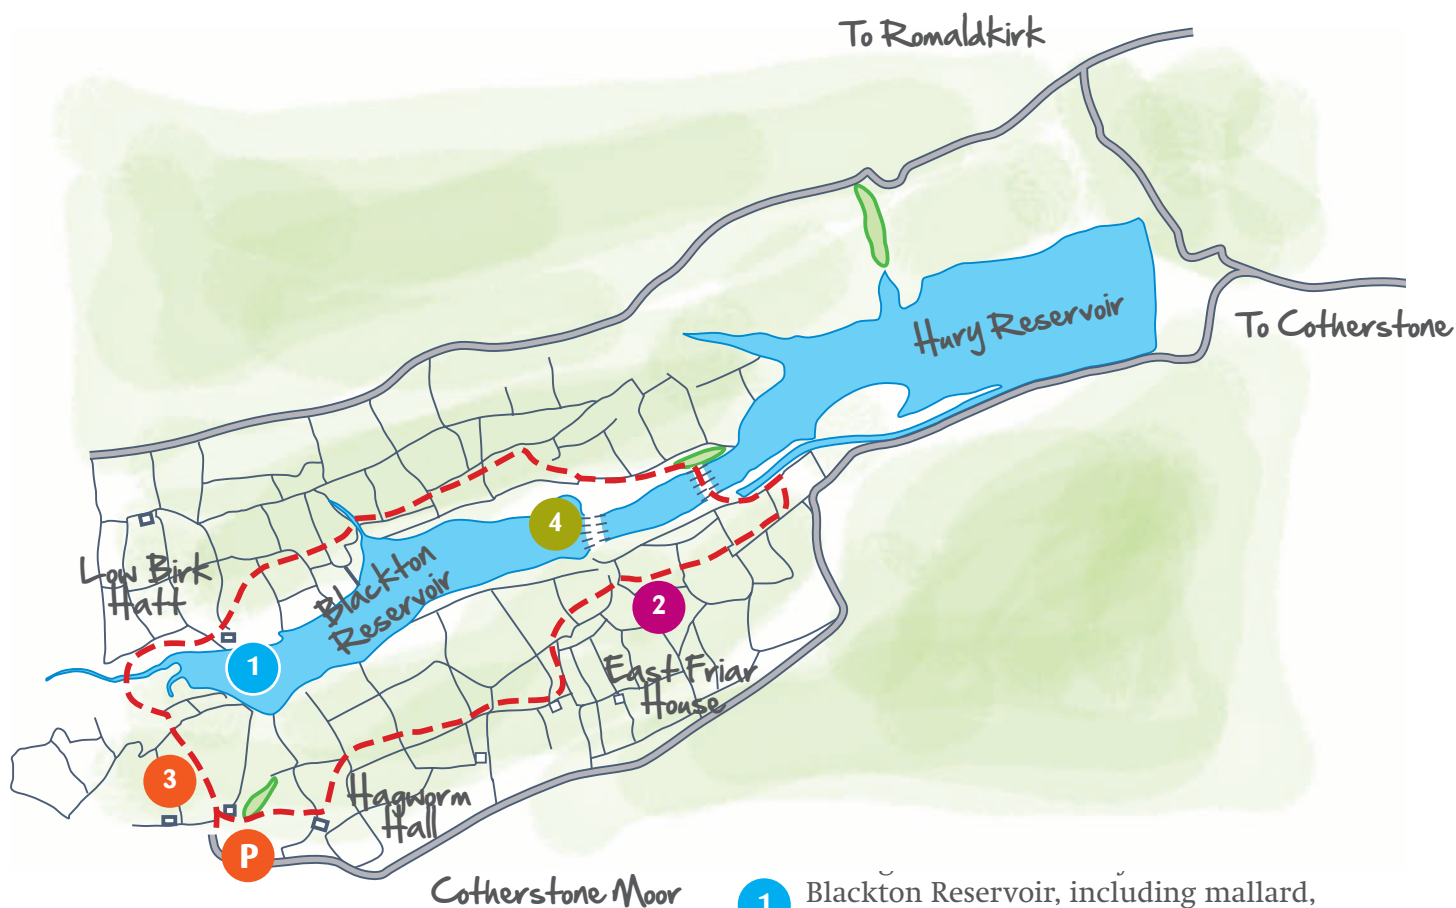 To Romaldkirk
Hury Reservoir
To Cotherstone
4
Low Birk
Hatt
Blackton
Reservoir
2
1
East Friar
House
3
Hagworm
Hall
P
Cotherstone Moor
1
Blackton Reservoir, including mallard,